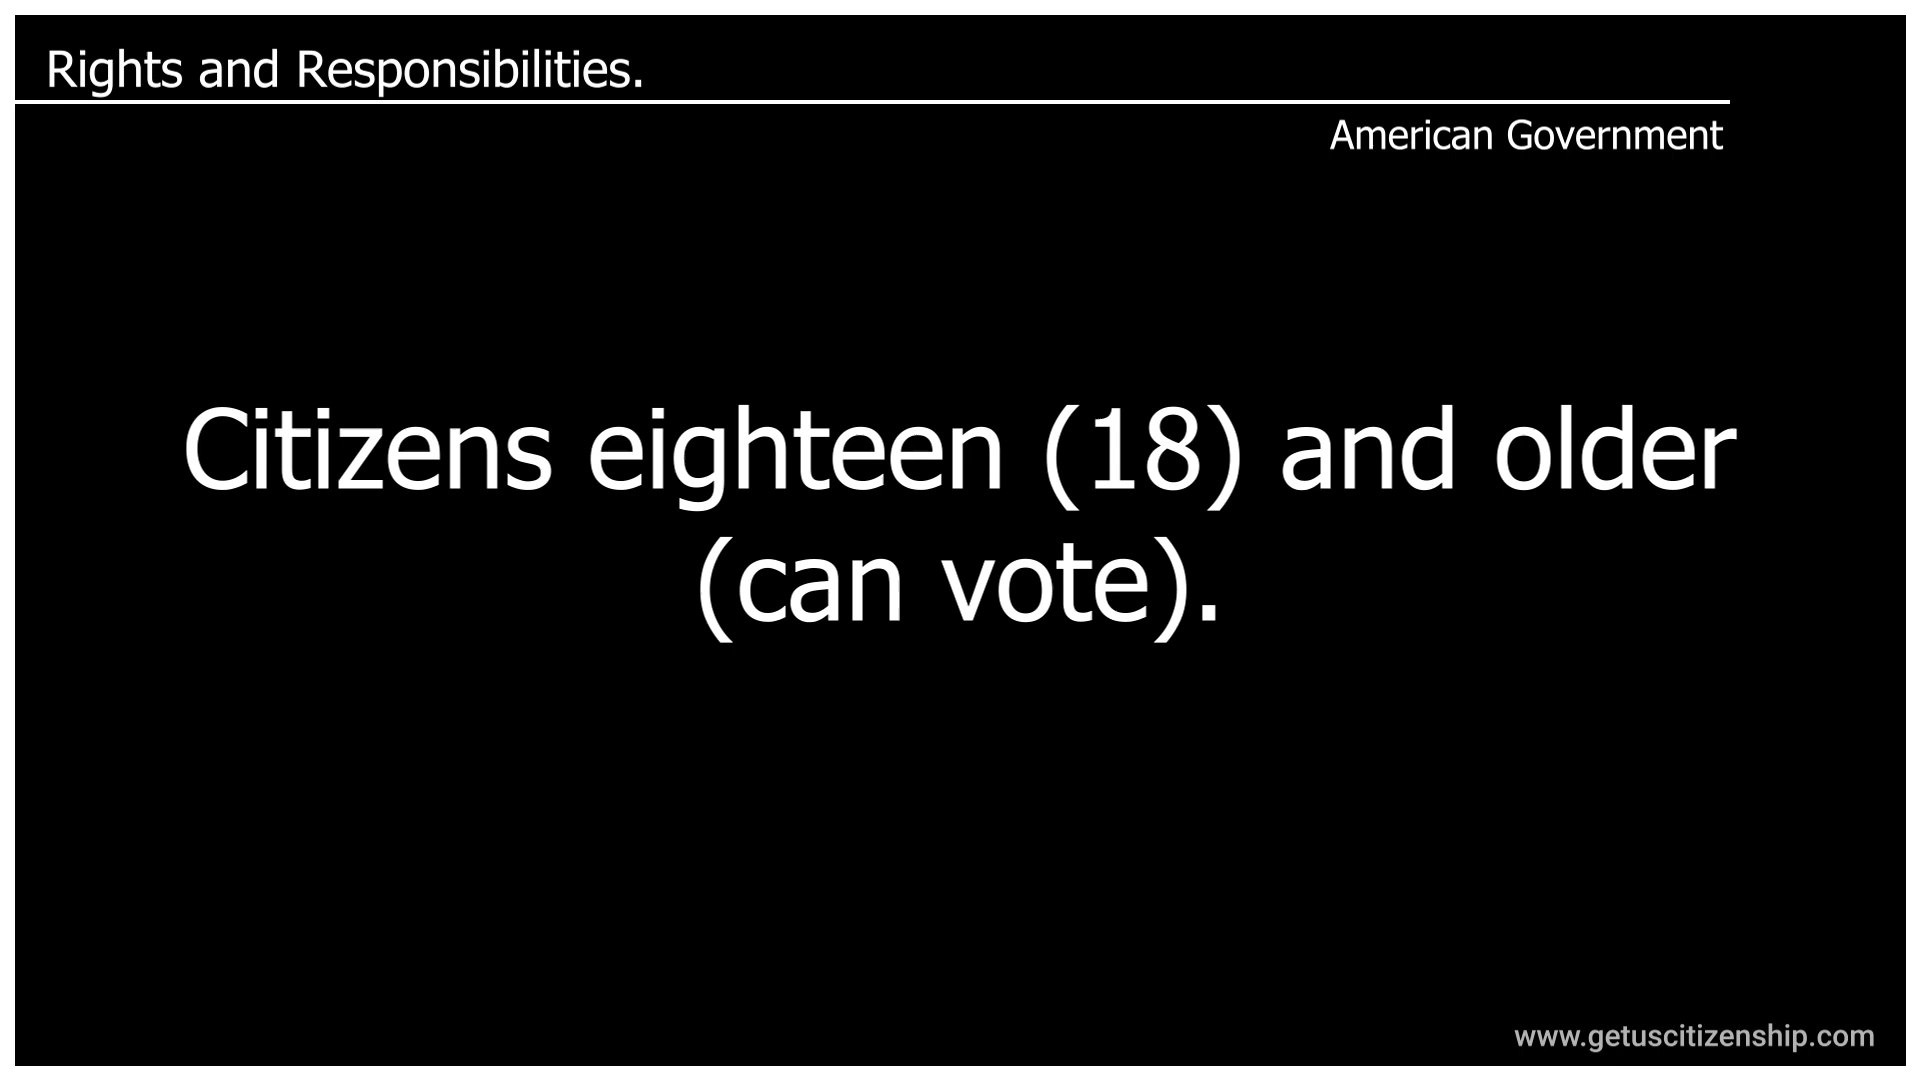 Rights and Responsibilities.
American Government
Citizens eighteen (18) and older
(can vote).
www.getuscitizenship.com